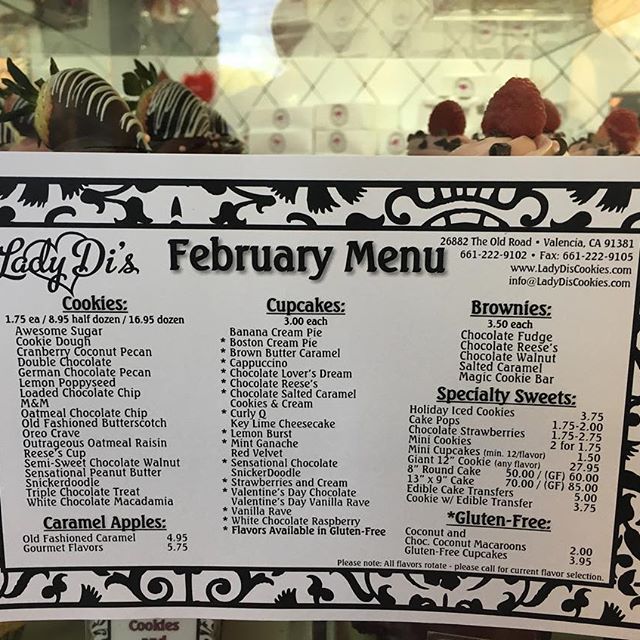 Lady Di's
February Menu
26882 The Old Road • Valencia, CA 91381
661-222-9102 • Fax: 661-222-9105
www.LadyDisCookies.com
info@LadyDisCookies.com
Cookies:
1.75 ea / 8.95 half dozen / 16.95 dozen
Awesome Sugar
Cookie Dough
Cranberry Coconut Pecan
Double Chocolate
German Chocolate Pecan
Lemon Poppyseed
Loaded Chocolate Chip
M&M
Oatmeal Chocolate Chip
Old Fashioned Butterscotch
Oreo Crave
Outrageous Oatmeal Raisin
Reese's Cup
Semi-Sweet Chocolate Walnut
Sensational Peanut Butter
Snickerdoodle
Triple Chocolate Treat
White Chocolate Macadamia
Caramel Apples:
Old Fashioned Caramel 4.95
Gourmet Flavors 5.75
Cupcakes:
3.00 each
Banana Cream Pie
* Boston Cream Pie
* Brown Butter Caramel
* Cappuccino
* Chocolate Lover's Dream
* Chocolate Reese's
* Chocolate Salted Caramel
Cookies & Cream
* Curly Q
Key Lime Cheesecake
* Lemon Burst
* Mint Ganache
Red Velvet
* Sensational Chocolate
SnickerDoodle
* Strawberries and Cream
* Valentine's Day Chocolate
Valentine's Day Vanilla Rave
* Vanilla Rave
* White Chocolate Raspberry
* Flavors Available in Gluten-Free
Brownies:
3.50 each
Chocolate Fudge
Chocolate Reese's
Chocolate Walnut
Salted Caramel
Magic Cookie Bar
Specialty Sweets:
Holiday Iced Cookies 3.75
Cake Pops 1.75-2.00
Chocolate Strawberries 1.75-2.75
Mini Cookies 2 for 1.75
Mini Cupcakes (min. 12/flavor) 1.50
Giant 12" Cookie (any flavor) 27.95
8" Round Cake 50.00 / (GF) 60.00
13" x 9" Cake 70.00 / (GF) 85.00
Edible Cake Transfers 5.00
Cookie w/ Edible Transfer 3.75
*Gluten-Free:
Coconut and
Choc. Coconut Macaroons 2.00
Gluten-Free Cupcakes 3.95
Please note: All flavors rotate - please call for current flavor selection.
Cookies
and